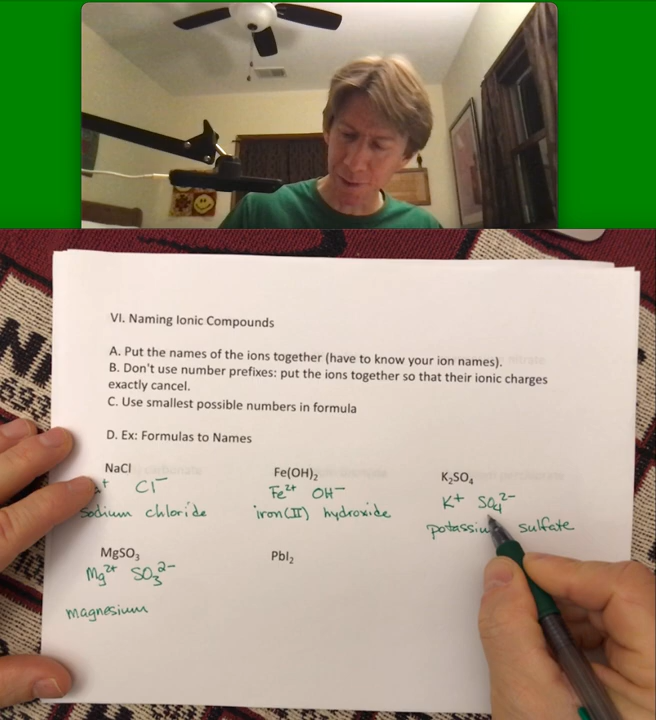 VI. Naming Ionic Compounds
A. Put the names of the ions together (have to know your ion names).
B. Don't use number prefixes: put the ions together so that their ionic charges
exactly cancel.
C. Use smallest possible numbers in formula
D. Ex: Formulas to Names
NaCl Fe(OH)₂ K₂SO₄
Cl⁻ Fe²⁺ OH⁻ K⁺ SO₄²⁻
sodium chloride iron(II) hydroxide potassium sulfate
MgSO₃ PbI₂
Mg²⁺ SO₃²⁻
magnesium